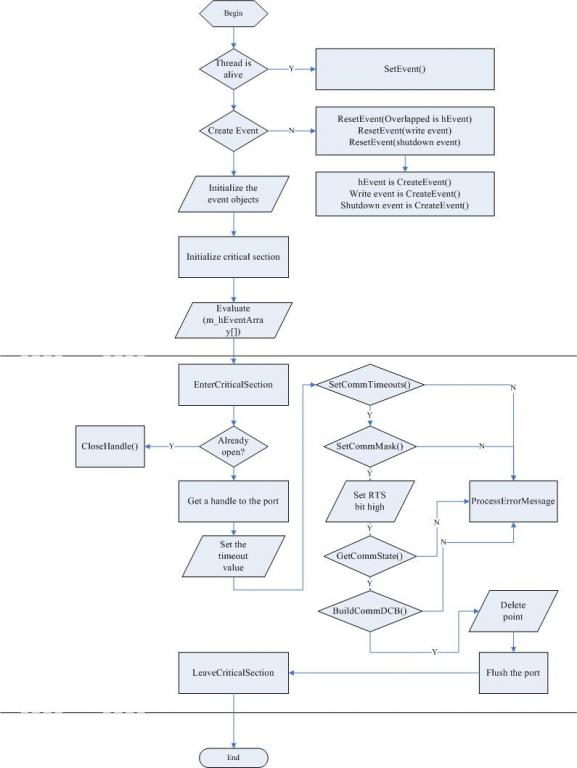 Begin
Thread is
alive
Y
SetEvent()
Create Event
N
ResetEvent(Overlapped is hEvent)
ResetEvent(write event)
ResetEvent(shutdown event)
Initialize the
event objects
hEvent is CreateEvent()
Write event is CreateEvent()
Shutdown event is CreateEvent()
Initialize critical section
Evaluate
(m_hEventArra
y[])
EnterCriticalSection
SetCommTimeouts()
N
Y
CloseHandle()
Y
Already
open?
SetCommMask()
N
Y
Get a handle to the port
Set RTS
bit high
ProcessErrorMessage
Y
N
Set the
timeout
value
GetCommState()
N
Y
BuildCommDCB()
Delete
point
Y
LeaveCriticalSection
Flush the port
End